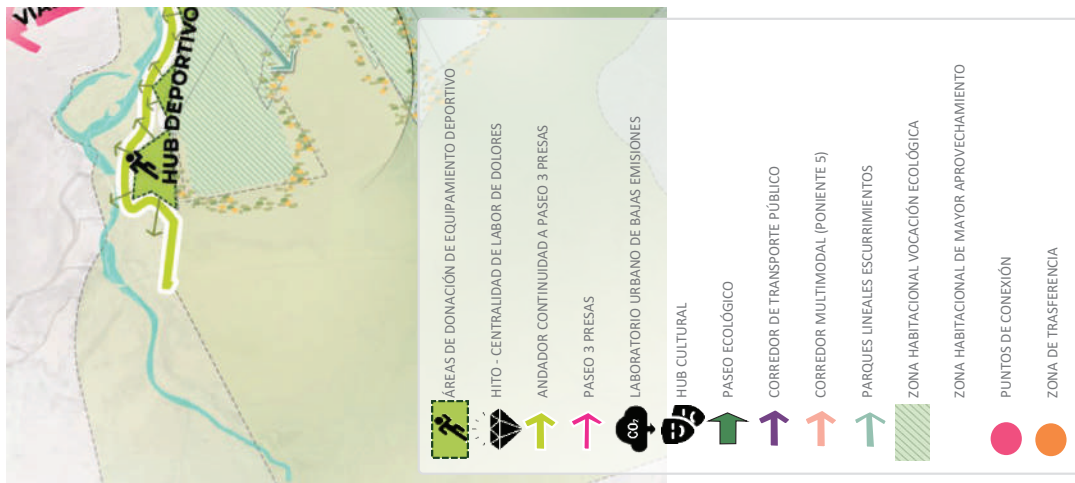 VIA
HUB DEPORTIVO
ÁREAS DE DONACIÓN DE EQUIPAMIENTO DEPORTIVO
HITO - CENTRALIDAD DE LABOR DE DOLORES
ANDADOR CONTINUIDAD A PASEO 3 PRESAS
PASEO 3 PRESAS
LABORATORIO URBANO DE BAJAS EMISIONES
HUB CULTURAL
PASEO ECOLÓGICO
CORREDOR DE TRANSPORTE PÚBLICO
CORREDOR MULTIMODAL (PONIENTE 5)
PARQUES LINEALES ESCURRIMIENTOS
ZONA HABITACIONAL VOCACIÓN ECOLÓGICA
ZONA HABITACIONAL DE MAYOR APROVECHAMIENTO
PUNTOS DE CONEXIÓN
ZONA DE TRASFERENCIA
CO₂